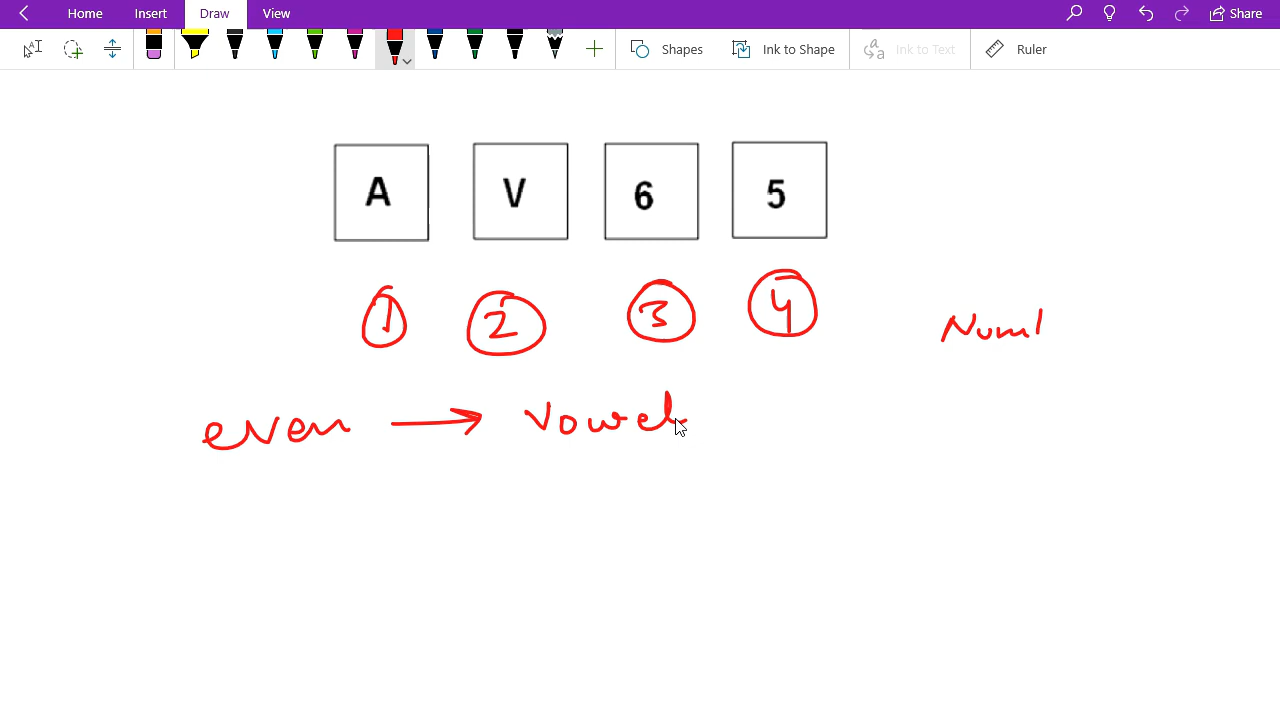 Home Insert Draw View Share
Shapes Ink to Shape Ink to Text Ruler
A V 6 5
1 2 3 4
Num
even → vowel